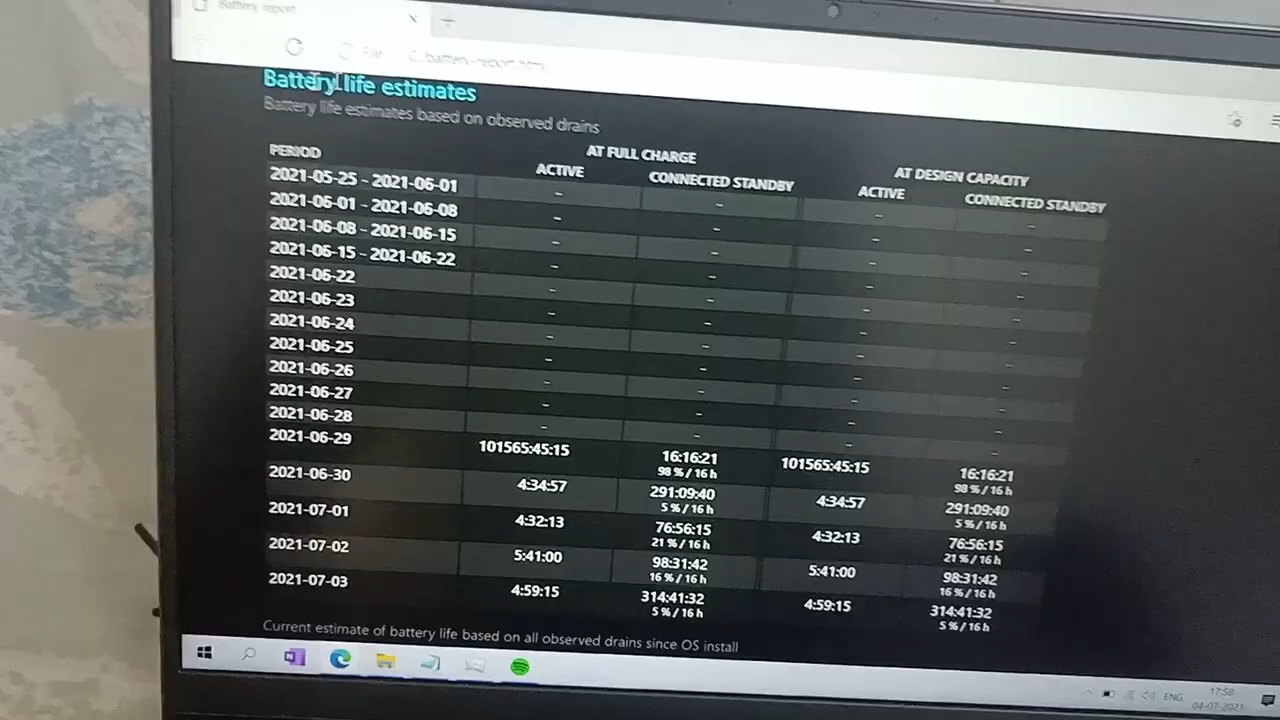 Battery report
File
Battery life estimates
Battery life estimates based on observed drains
PERIOD AT FULL CHARGE AT DESIGN CAPACITY
ACTIVE CONNECTED STANDBY ACTIVE CONNECTED STANDBY
2021-05-25 - 2021-06-01 - - - -
2021-06-01 - 2021-06-08 - - - -
2021-06-08 - 2021-06-15 - - - -
2021-06-15 - 2021-06-22 - - - -
2021-06-22 - - - -
2021-06-23 - - - -
2021-06-24 - - - -
2021-06-25 - - - -
2021-06-26 - - - -
2021-06-27 - - - -
2021-06-28 - - - -
2021-06-29 101565:45:15 16:16:21 101565:45:15 16:16:21
98 % / 16 h 98 % / 16 h
2021-06-30 4:34:57 291:09:40 4:34:57 291:09:40
5 % / 16 h 5 % / 16 h
2021-07-01 4:32:13 76:56:15 4:32:13 76:56:15
21 % / 16 h 21 % / 16 h
2021-07-02 5:41:00 98:31:42 5:41:00 98:31:42
16 % / 16 h 16 % / 16 h
2021-07-03 4:59:15 314:41:32 4:59:15 314:41:32
5 % / 16 h 5 % / 16 h
Current estimate of battery life based on all observed drains since OS install
ENG
17:58
04-07-2021